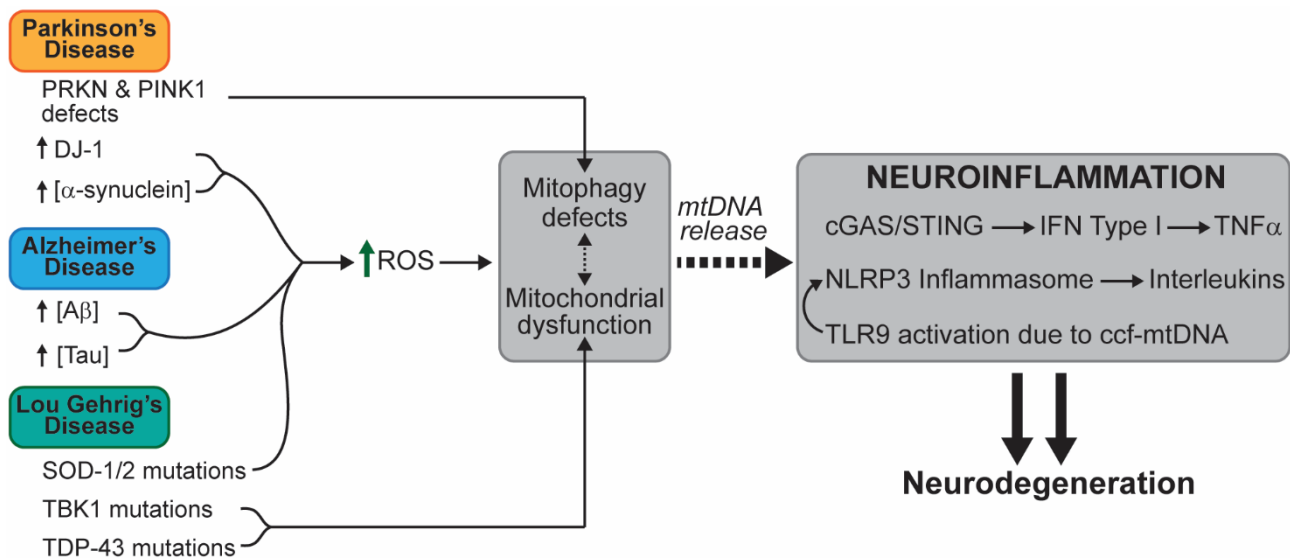 Parkinson's
Disease
PRKN & PINK1
defects
↑ DJ-1
↑ [α-synuclein]
Alzheimer's
Disease
↑ [Aβ]
↑ [Tau]
Lou Gehrig's
Disease
SOD-1/2 mutations
TBK1 mutations
TDP-43 mutations
↑ROS
Mitophagy
defects
Mitochondrial
dysfunction
mtDNA
release
NEUROINFLAMMATION
cGAS/STING → IFN Type I → TNFα
NLRP3 Inflammasome → Interleukins
TLR9 activation due to ccf-mtDNA
Neurodegeneration